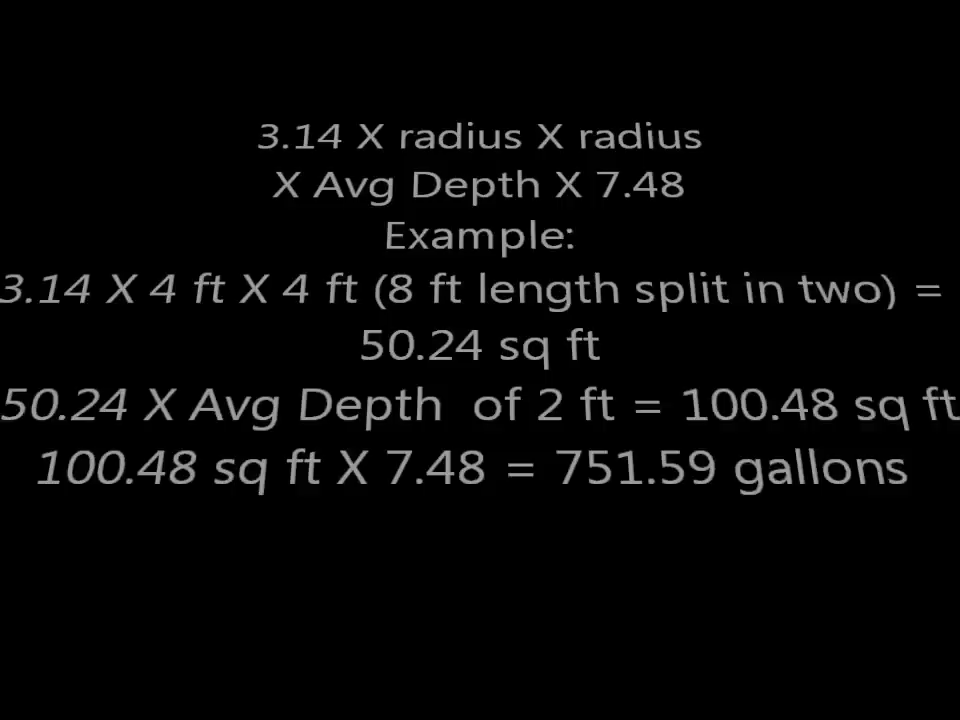 3.14 X radius X radius
X Avg Depth X 7.48
Example:
3.14 X 4 ft X 4 ft (8 ft length split in two) =
50.24 sq ft
50.24 X Avg Depth  of 2 ft = 100.48 sq ft
100.48 sq ft X 7.48 = 751.59 gallons